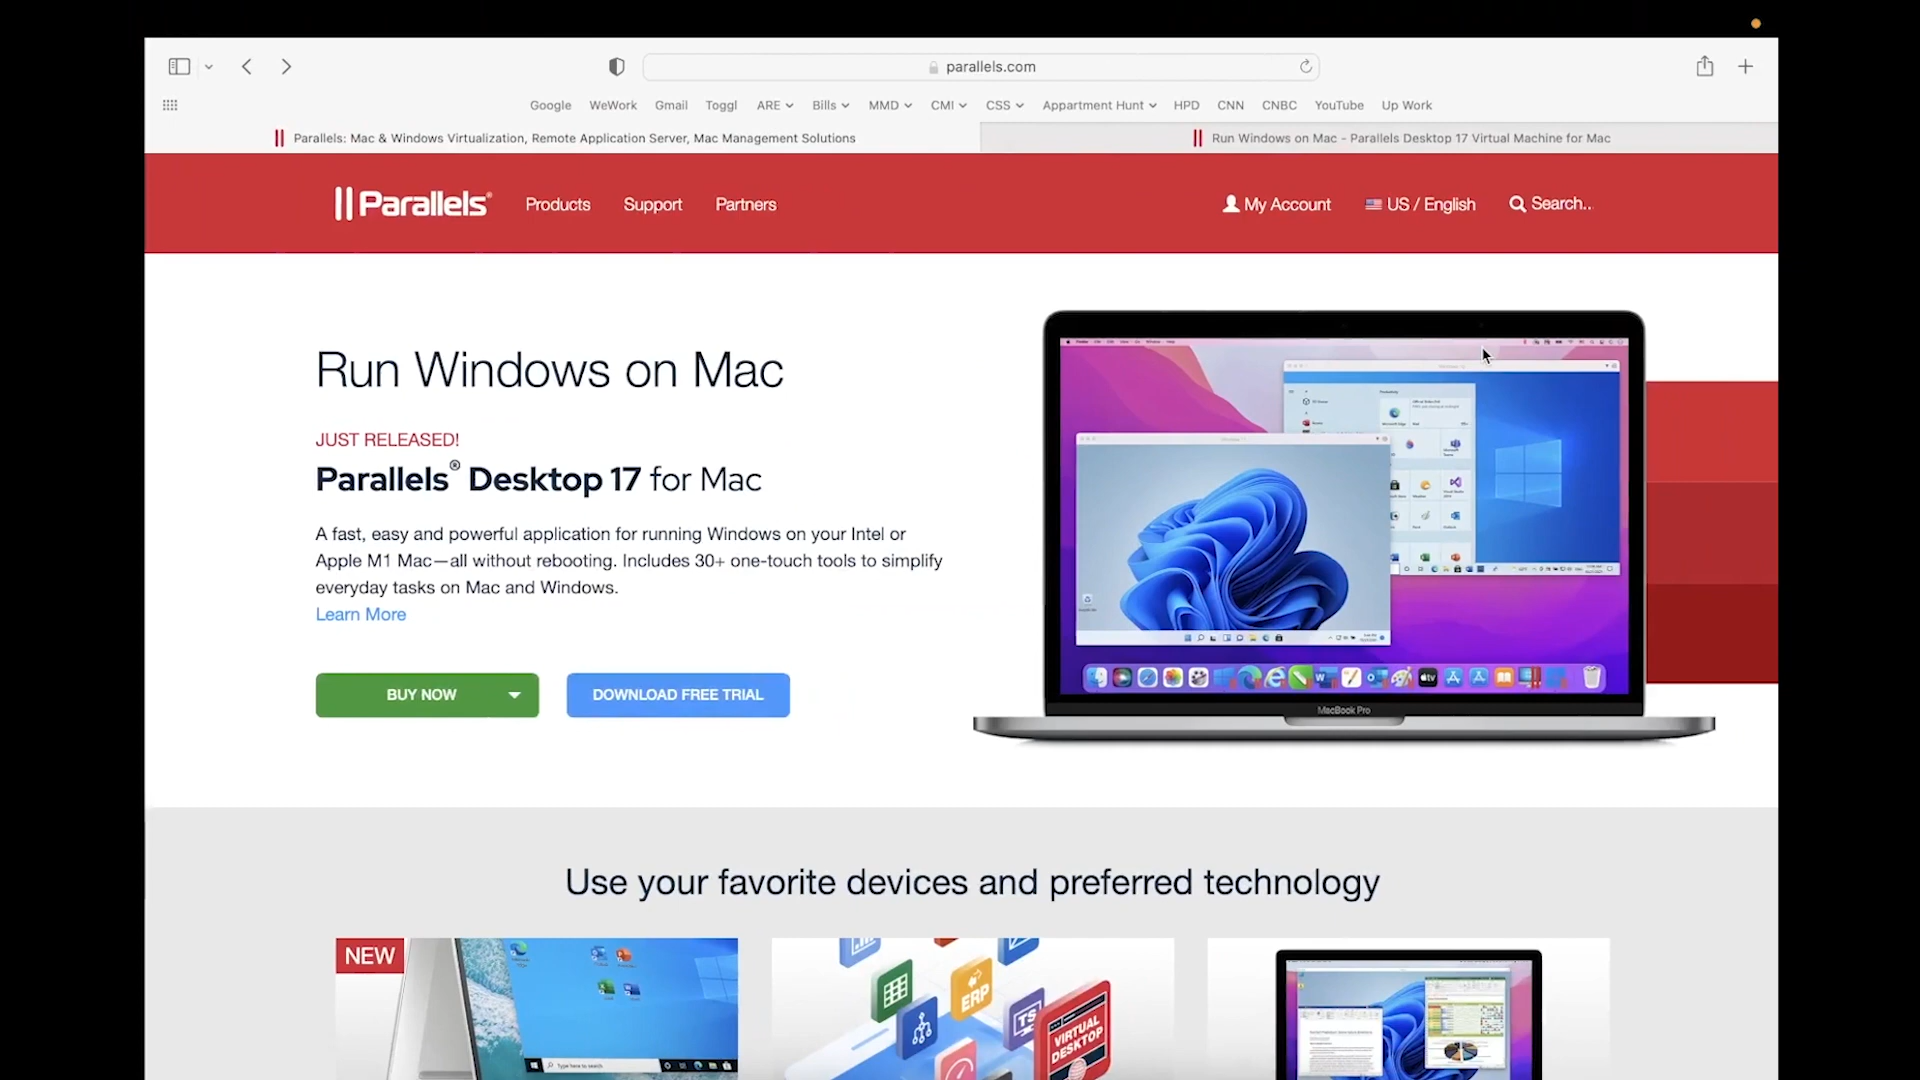 parallels.com
Google WeWork Gmail Toggl ARE Bills MMD CMI CSS Appartment Hunt HPD CNN CNBC YouTube Up Work
Parallels: Mac & Windows Virtualization, Remote Application Server, Mac Management Solutions
Run Windows on Mac - Parallels Desktop 17 Virtual Machine for Mac
Parallels®
Products Support Partners
My Account US / English Search..
Run Windows on Mac
JUST RELEASED!
Parallels® Desktop 17 for Mac
A fast, easy and powerful application for running Windows on your Intel or
Apple M1 Mac—all without rebooting. Includes 30+ one-touch tools to simplify
everyday tasks on Mac and Windows.
Learn More
BUY NOW
DOWNLOAD FREE TRIAL
MacBook Pro
Use your favorite devices and preferred technology
NEW
Type here to search
ERP
TS
VIRTUAL
DESKTOP